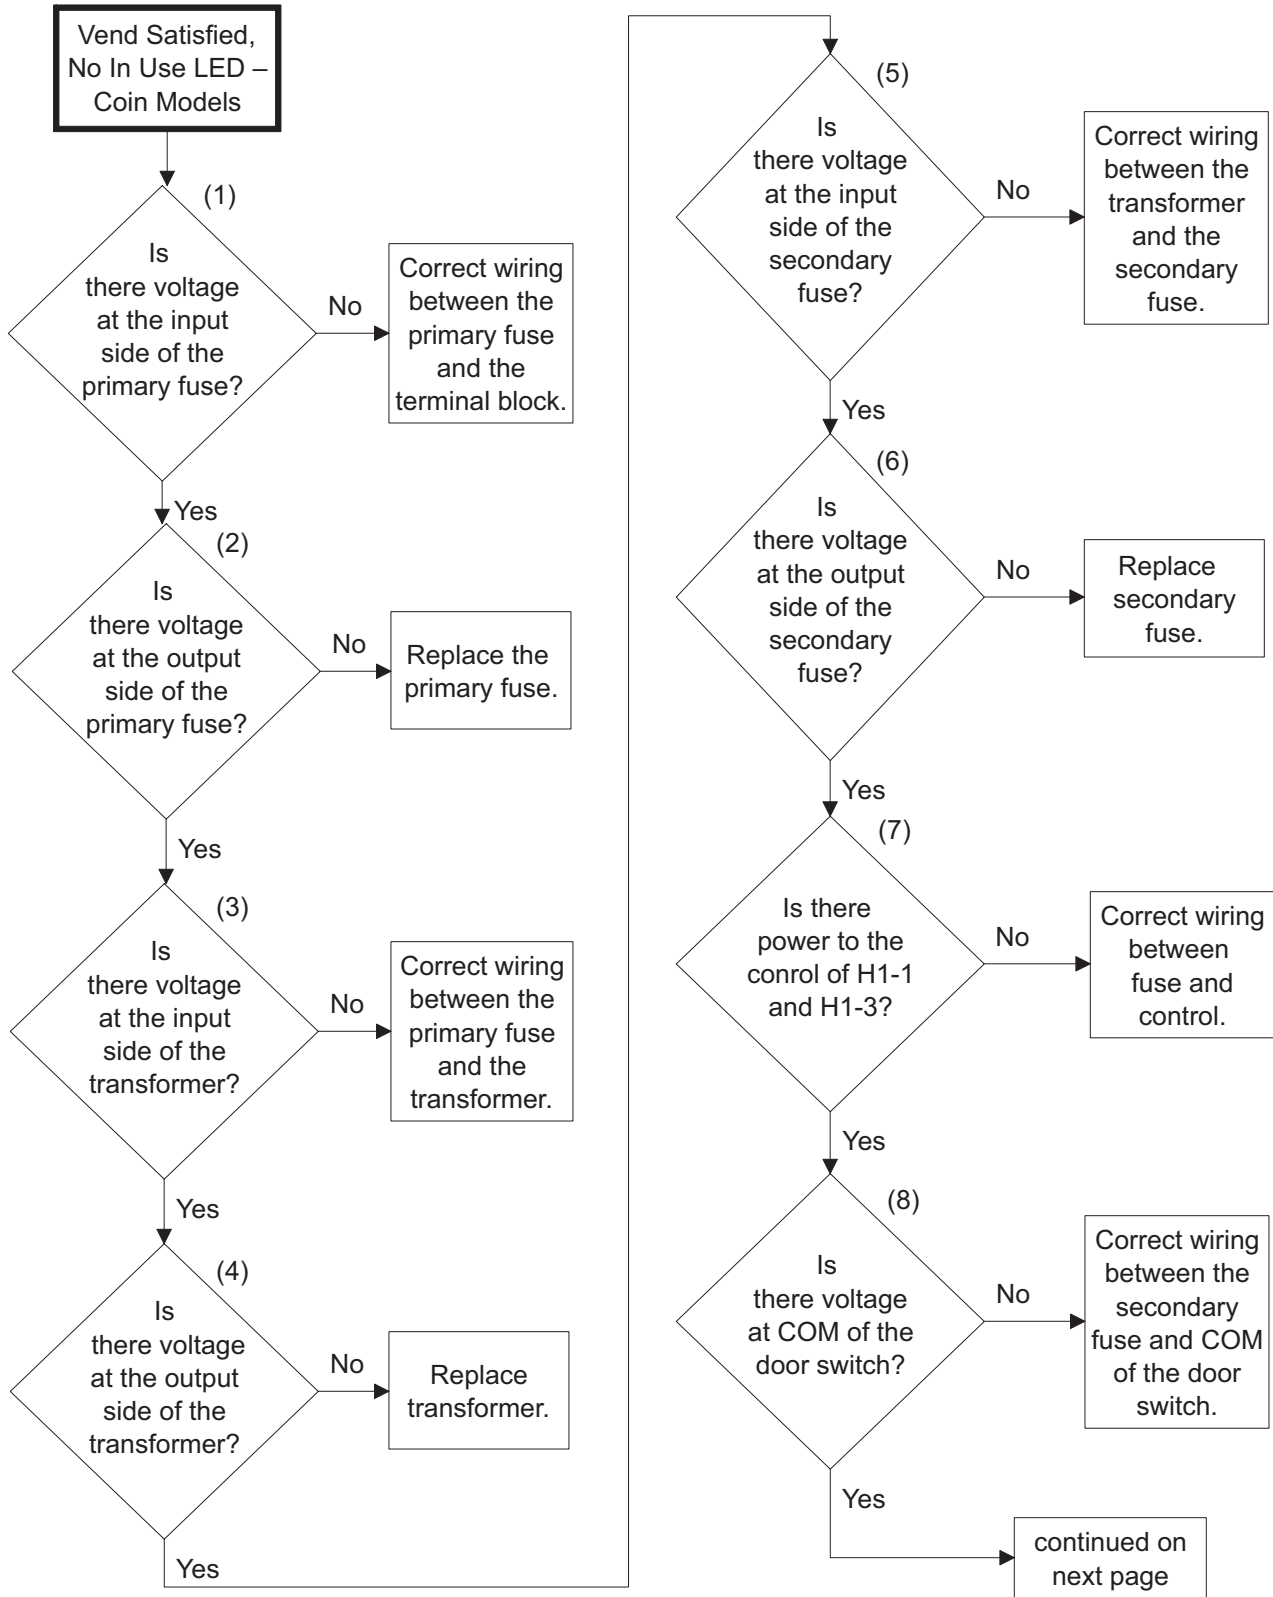 Vend Satisfied,
No In Use LED –
Coin Models
(1)
Is
there voltage
at the input
side of the
primary fuse?
No
Correct wiring
between the
primary fuse
and the
terminal block.
Yes
(2)
Is
there voltage
at the output
side of the
primary fuse?
No
Replace the
primary fuse.
Yes
(3)
Is
there voltage
at the input
side of the
transformer?
No
Correct wiring
between the
primary fuse
and the
transformer.
Yes
(4)
Is
there voltage
at the output
side of the
transformer?
No
Replace
transformer.
Yes
(5)
Is
there voltage
at the input
side of the
secondary
fuse?
No
Correct wiring
between the
transformer
and the
secondary
fuse.
Yes
(6)
Is
there voltage
at the output
side of the
secondary
fuse?
No
Replace
secondary
fuse.
Yes
(7)
Is there
power to the
conrol of H1-1
and H1-3?
No
Correct wiring
between
fuse and
control.
Yes
(8)
Is
there voltage
at COM of the
door switch?
No
Correct wiring
between the
secondary
fuse and COM
of the door
switch.
Yes
continued on
next page